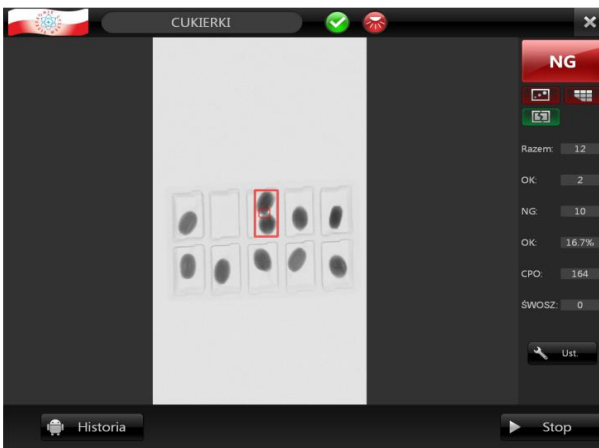 CUKIERKI
NG
Razem: 12
OK: 2
NG: 10
OK: 16.7%
CPO: 164
ŚWOSZ: 0
Ust.
Historia
Stop